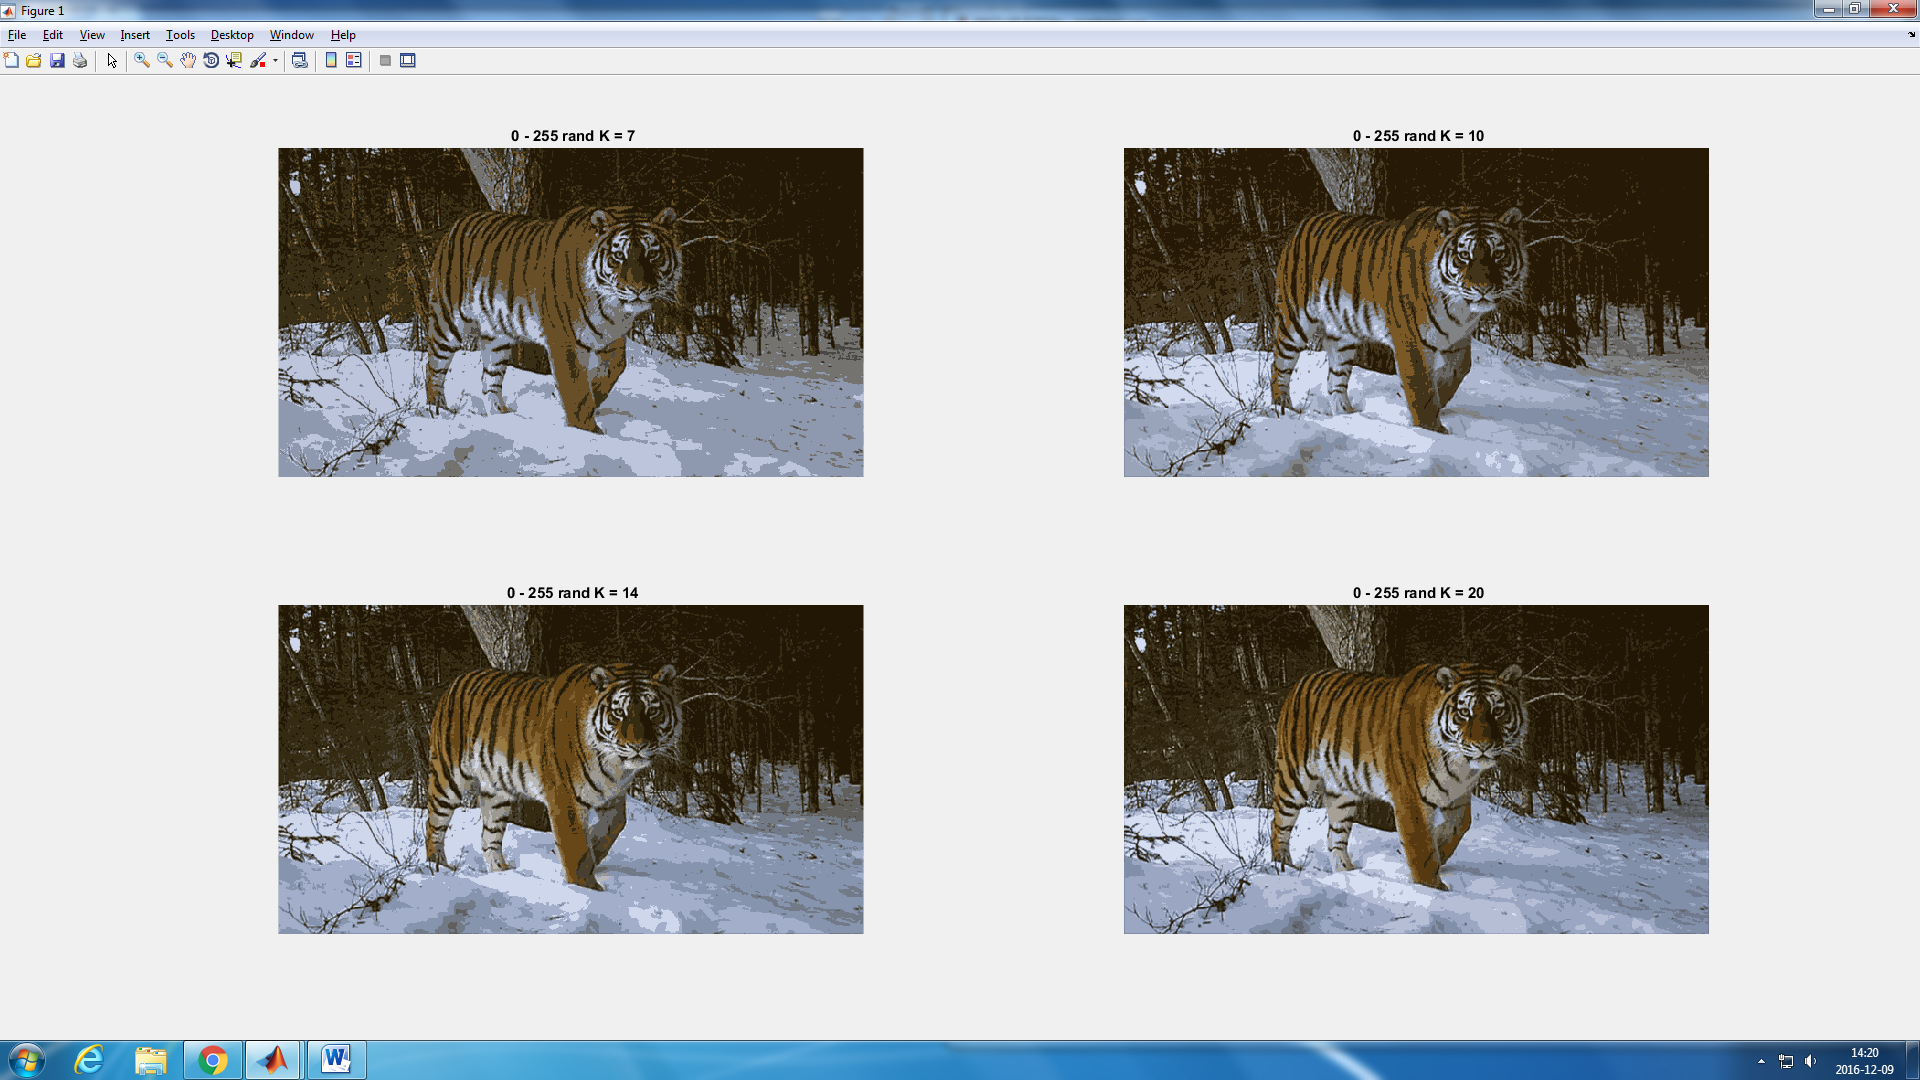 Figure 1
File Edit View Insert Tools Desktop Window Help
0 - 255 rand K = 7
0 - 255 rand K = 10
0 - 255 rand K = 14
0 - 255 rand K = 20
14:20
2016-12-09